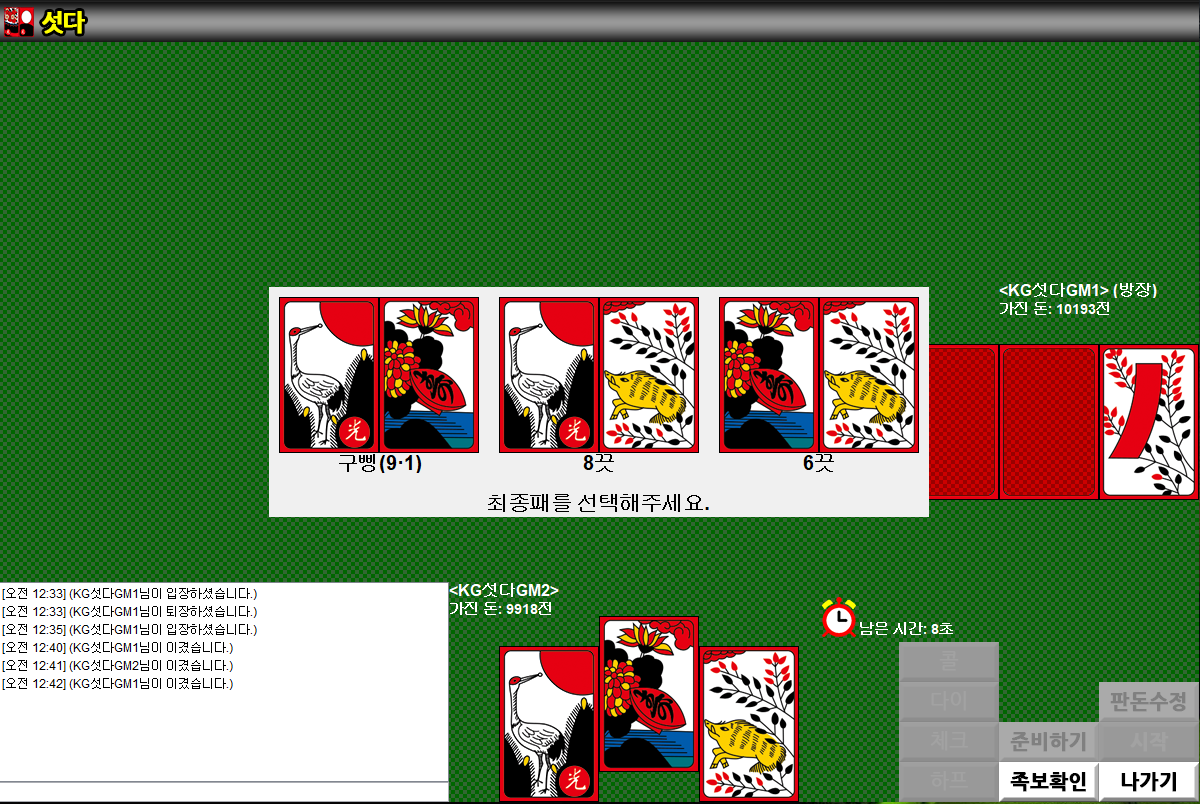 섯다
<KG섯다GM1> (방장)
가진 돈: 10193전
光
光
구삥(9·1)
8끗
6끗
최종패를 선택해주세요.
[오전 12:33] (KG섯다GM1님이 입장하셨습니다.)
[오전 12:33] (KG섯다GM1님이 퇴장하셨습니다.)
[오전 12:35] (KG섯다GM1님이 입장하셨습니다.)
[오전 12:40] (KG섯다GM1님이 이겼습니다.)
[오전 12:41] (KG섯다GM2님이 이겼습니다.)
[오전 12:42] (KG섯다GM1님이 이겼습니다.)
<KG섯다GM2>
가진 돈: 9918전
光
남은 시간: 8초
콜
다이
판돈수정
체크
준비하기
시작
하프
족보확인
나가기